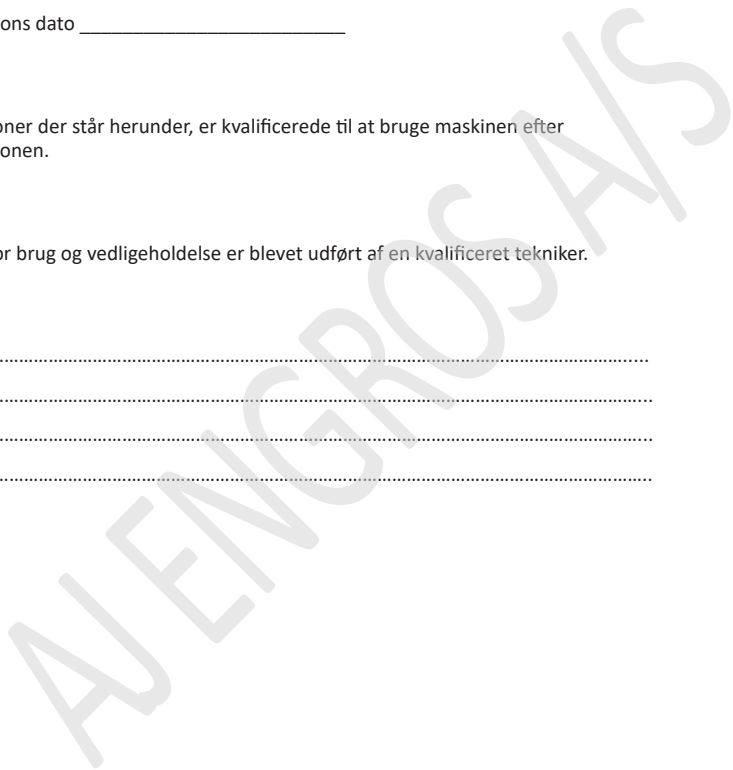 ons dato _________________________
oner der står herunder, er kvalificerede til at bruge maskinen efter
onen.
or brug og vedligeholdelse er blevet udført af en kvalificeret tekniker.
………………………………………………………………………………………………………………......
………………………………………………………………………………………………………………......
………………………………………………………………………………………………………………......
………………………………………………………………………………………………………………......
AJ ENGROS A/S